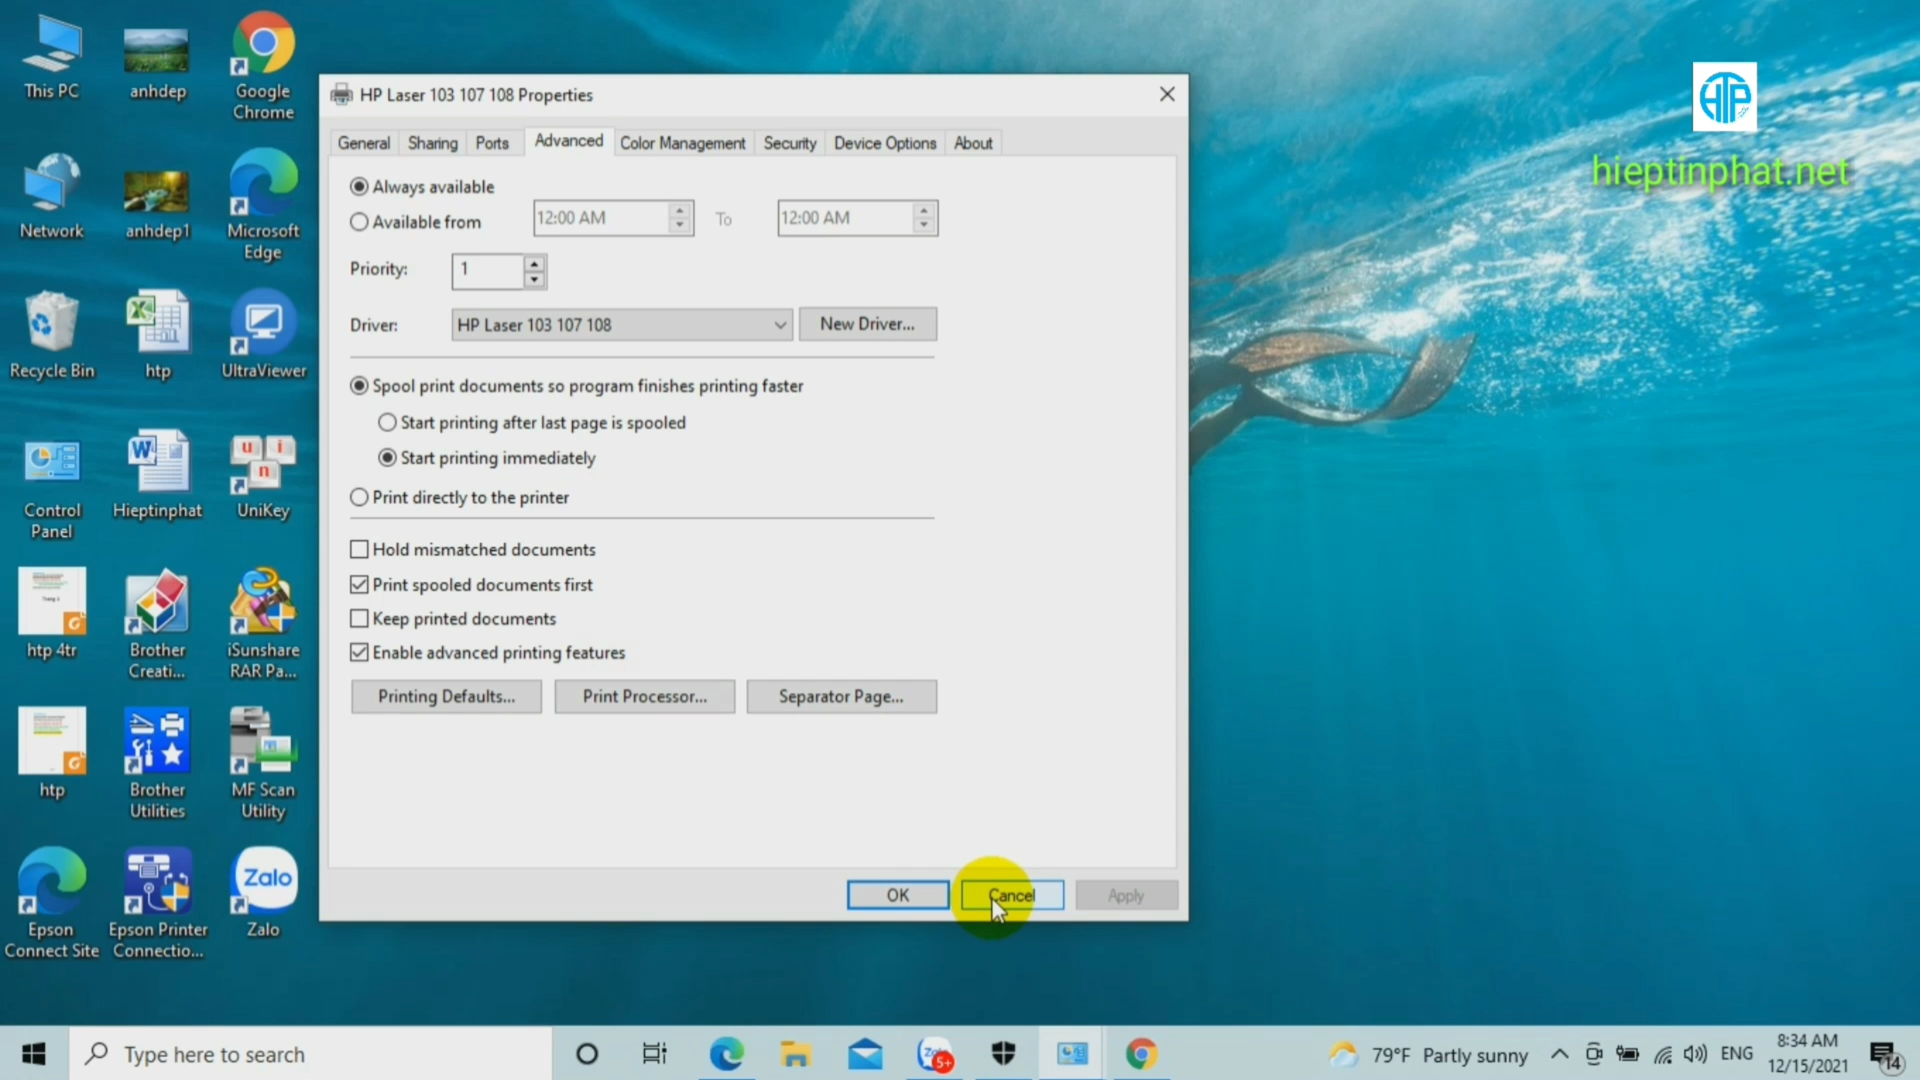 This PC
anhdep
Google
Chrome
Network
anhdep1
Microsoft
Edge
Recycle Bin
htp
UltraViewer
Control
Panel
Hieptinphat
UniKey
htp 4tr
Brother
Creati...
iSunshare
RAR Pa...
htp
Brother
Utilities
MF Scan
Utility
Epson
Connect Site
Epson Printer
Connectio...
Zalo
Zalo
u i n
HP Laser 103 107 108 Properties
General Sharing Ports Advanced Color Management Security Device Options About
Always available
Available from 12:00 AM To 12:00 AM
Priority: 1
Driver: HP Laser 103 107 108 New Driver...
Spool print documents so program finishes printing faster
Start printing after last page is spooled
Start printing immediately
Print directly to the printer
Hold mismatched documents
Print spooled documents first
Keep printed documents
Enable advanced printing features
Printing Defaults... Print Processor... Separator Page...
OK Cancel Apply
HTP
hieptinphat.net
Type here to search
5+
79°F Partly sunny
ENG
8:34 AM
12/15/2021
14